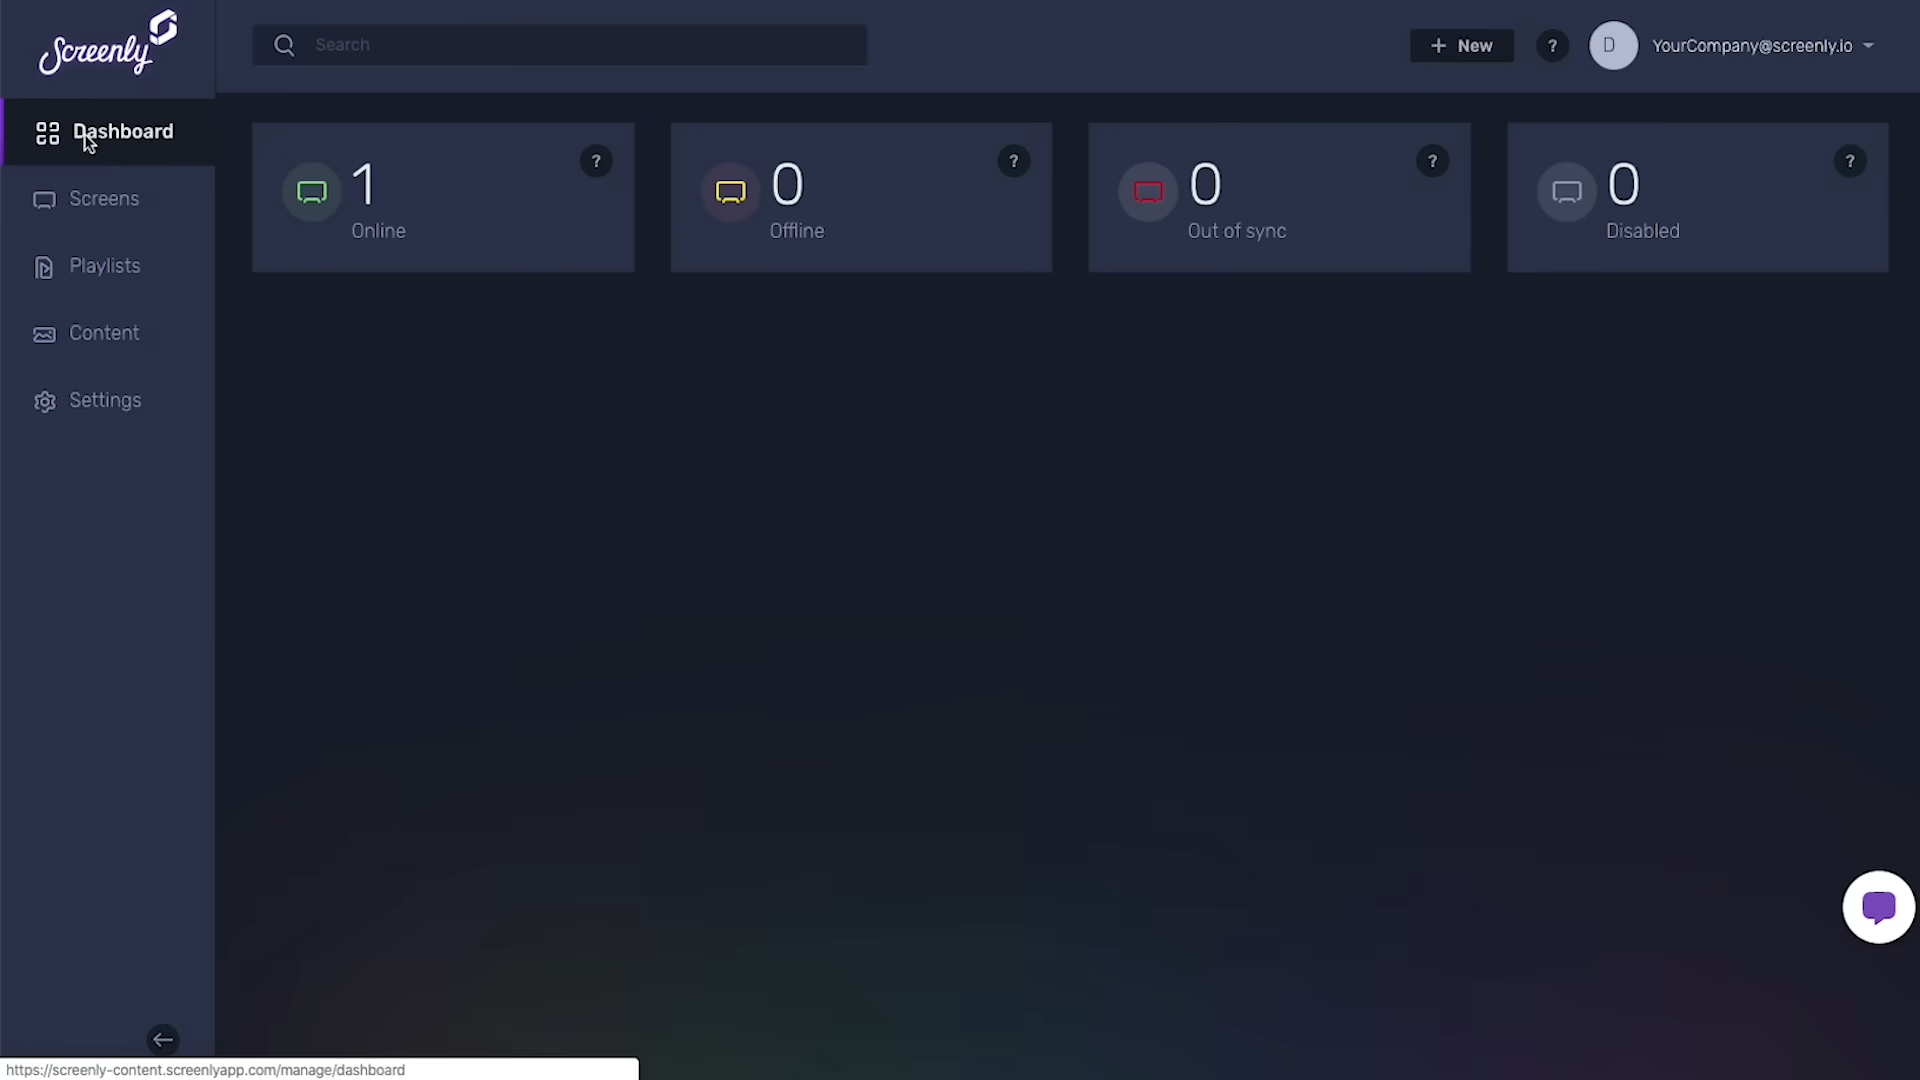 Screenly
Search
+ New
?
D
YourCompany@screenly.io
Dashboard
Screens
Playlists
Content
Settings
1
Online
?
0
Offline
?
0
Out of sync
?
0
Disabled
?
https://screenly-content.screenlyapp.com/manage/dashboard